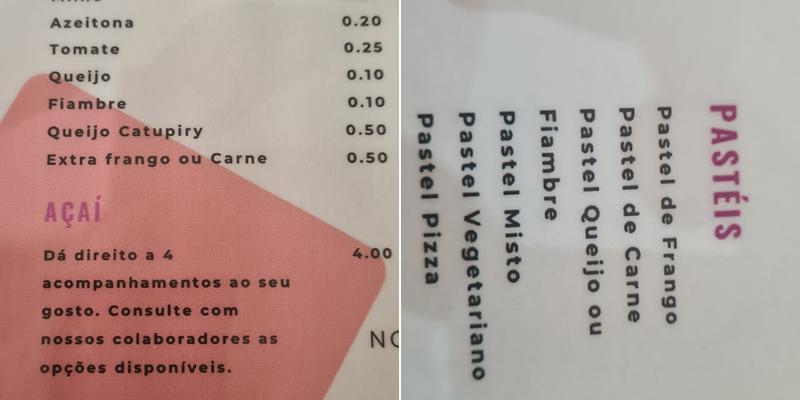 Azeitona 0.20
Tomate 0.25
Queijo 0.10
Fiambre 0.10
Queijo Catupiry 0.50
Extra frango ou Carne 0.50
AÇAÍ
Dá direito a 4 4.00
acompanhamentos ao seu
gosto. Consulte com
nossos colaboradores as
opções disponíveis.
PASTÉIS
Pastel de Frango
Pastel de Carne
Pastel Queijo ou
Fiambre
Pastel Misto
Pastel Vegetariano
Pastel Pizza